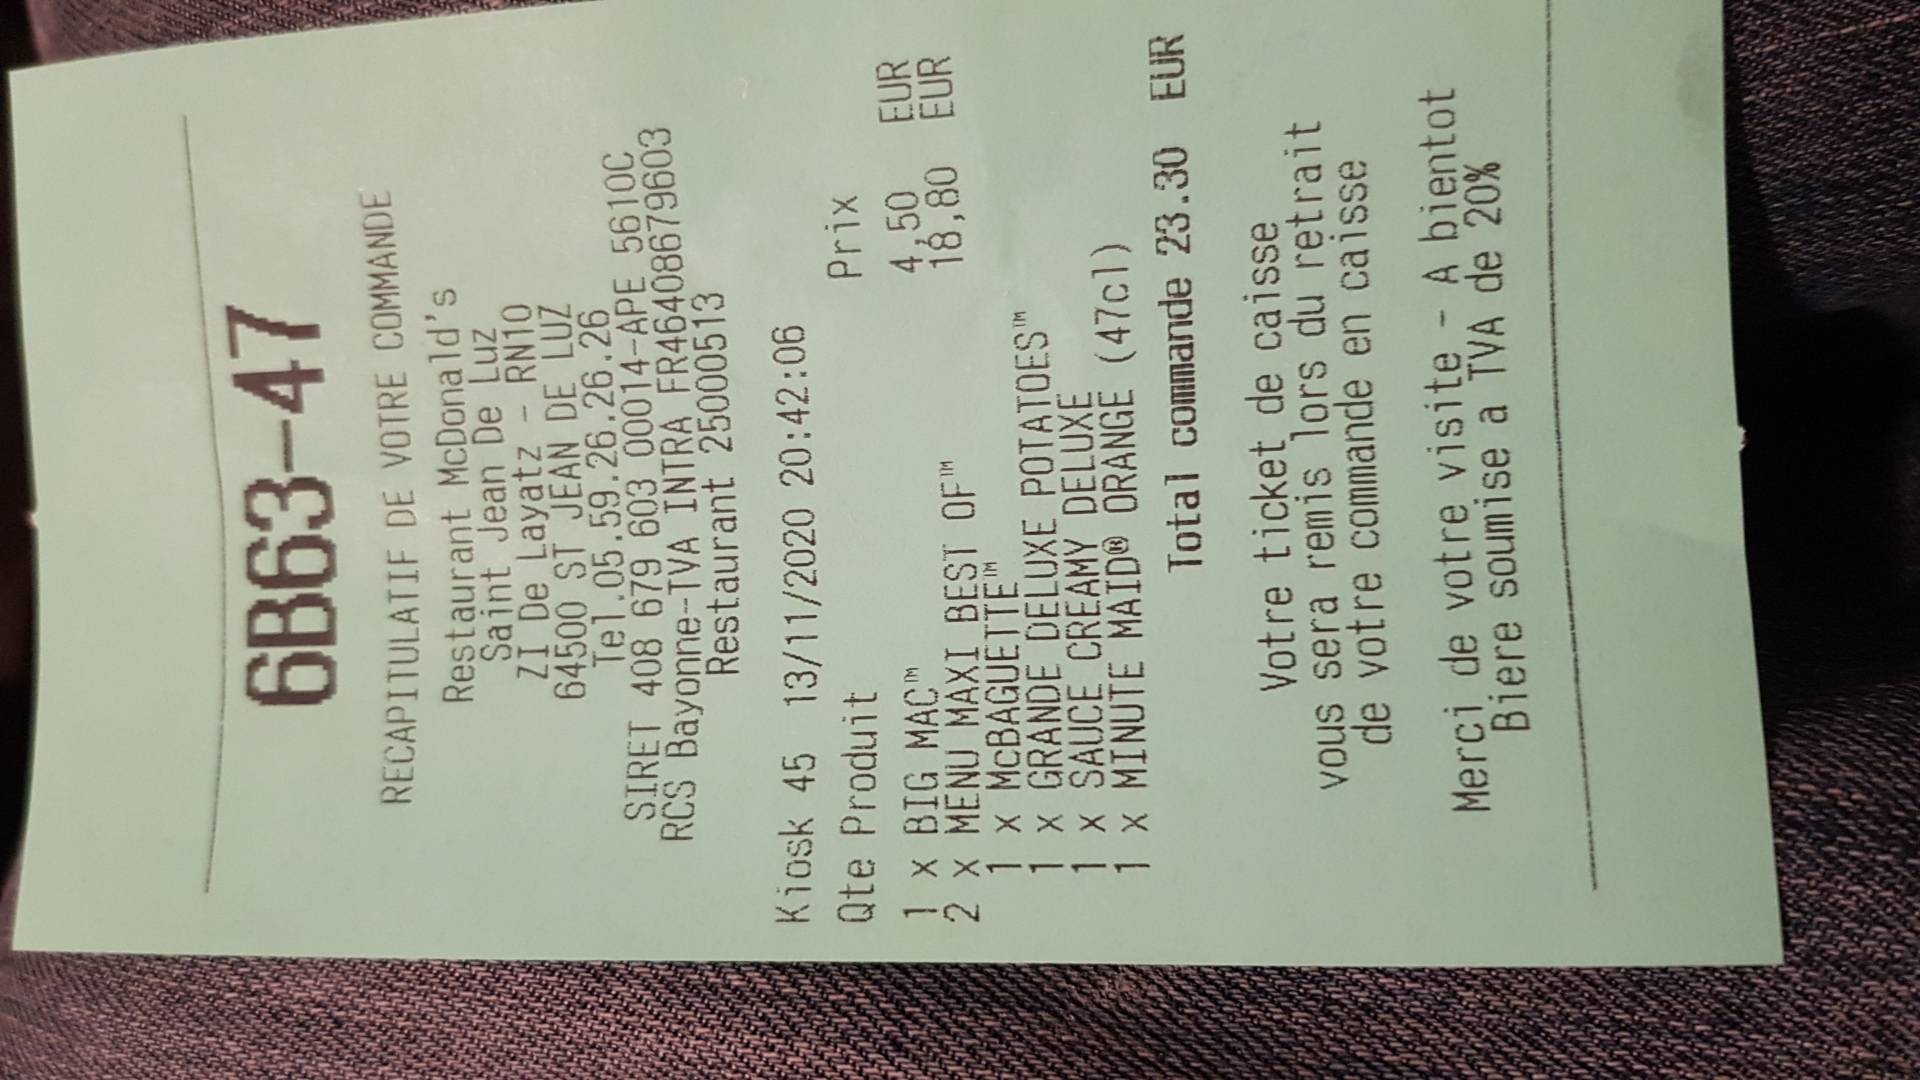 6B63-47
RECAPITULATIF DE VOTRE COMMANDE
Restaurant McDonald's
Saint Jean De Luz
ZI De Layatz - RN10
64500 ST JEAN DE LUZ
Tel.05.59.26.26.26
SIRET 408 679 603 00014-APE 5610C
RCS Bayonne-TVA INTRA FR46408679603
Restaurant 25000513
Kiosk 45 13/11/2020 20:42:06
Qte Produit Prix
1 x BIG MAC™ 4,50 EUR
2 x MENU MAXI BEST OF™ 18,80 EUR
1 x McBAGUETTE™
1 x GRANDE DELUXE POTATOES™
1 x SAUCE CREAMY DELUXE
1 x MINUTE MAID® ORANGE (47cl)
Total commande 23.30 EUR
Votre ticket de caisse
vous sera remis lors du retrait
de votre commande en caisse
Merci de votre visite - A bientot
Biere soumise a TVA de 20%